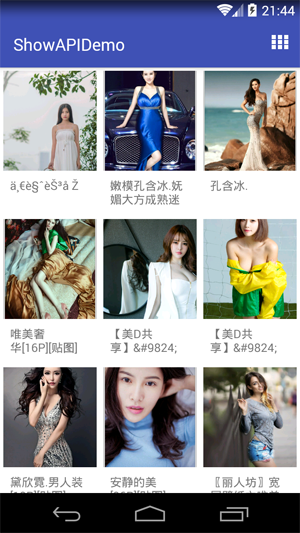 21:44
ShowAPIDemo
ä¸€è§ˆèŠ³å Ž
嫩模孔含冰.妩
媚大方成熟迷
孔含冰.
唯美奢
华[16P][贴图]
【美D共
享】&#9824;
【美D共
享】&#9824;
黛欣霓.男人装
安静的美
〖丽人坊〗宽